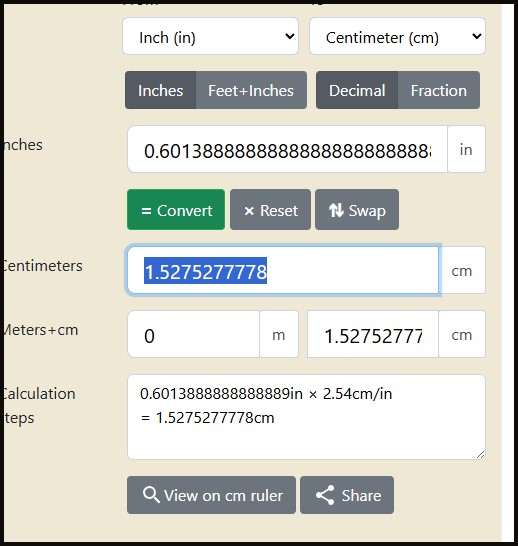 Inch (in) Centimeter (cm)
Inches Feet+Inches Decimal Fraction
nches 0.601388888888888888888888888 in
= Convert × Reset Swap
Centimeters 1.5275277778 cm
Meters+cm 0 m 1.52752777 cm
Calculation 0.6013888888888889in × 2.54cm/in
teps = 1.5275277778cm
View on cm ruler Share